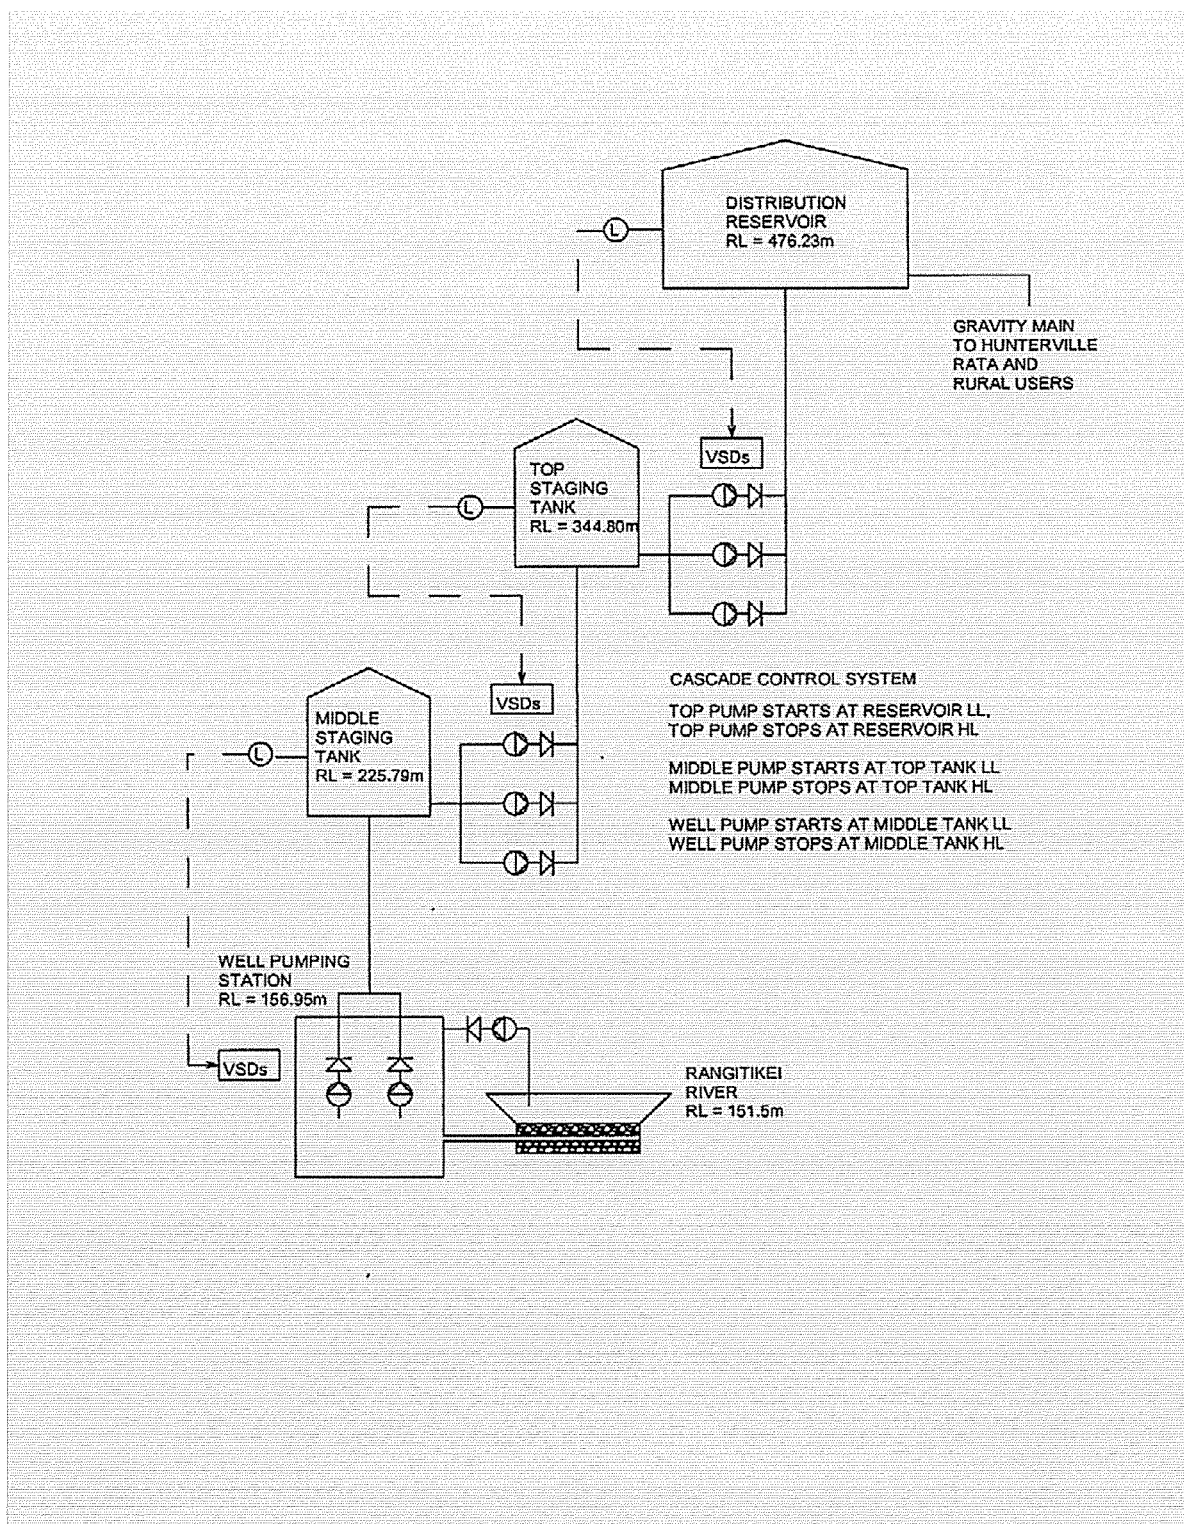 DISTRIBUTION
RESERVOIR
RL = 476.23m
L
GRAVITY MAIN
TO HUNTERVILLE
RATA AND
RURAL USERS
VSDs
TOP
STAGING
TANK
RL = 344.80m
L
CASCADE CONTROL SYSTEM
TOP PUMP STARTS AT RESERVOIR LL,
TOP PUMP STOPS AT RESERVOIR HL
MIDDLE PUMP STARTS AT TOP TANK LL
MIDDLE PUMP STOPS AT TOP TANK HL
WELL PUMP STARTS AT MIDDLE TANK LL
WELL PUMP STOPS AT MIDDLE TANK HL
VSDs
MIDDLE
STAGING
TANK
RL = 225.79m
L
WELL PUMPING
STATION
RL = 156.95m
VSDs
RANGITIKEI
RIVER
RL = 151.5m